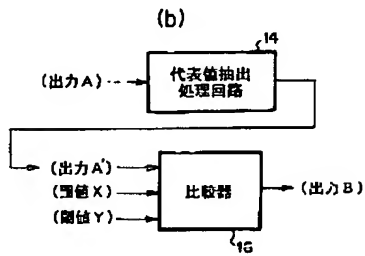 (b)
14
(出力A)
代表値抽出
処理回路
(出力A')
(閾値X)
比較器
(出力B)
(閾値Y)
16